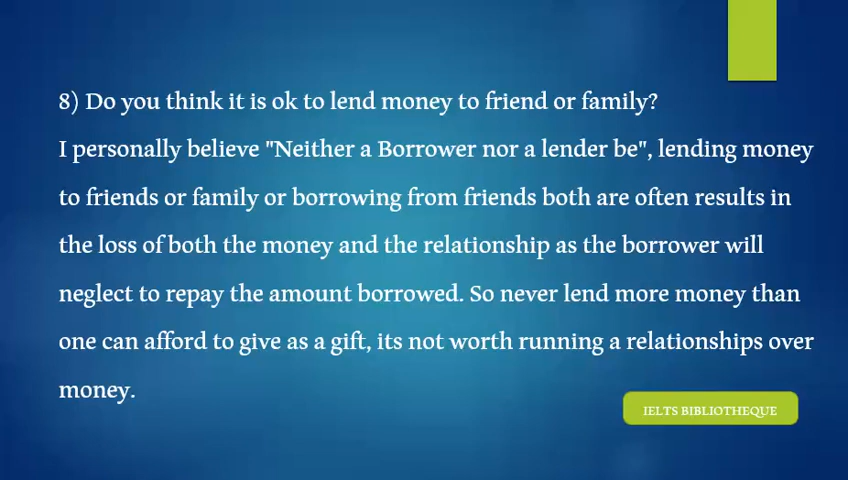 8) Do you think it is ok to lend money to friend or family?
I personally believe "Neither a Borrower nor a lender be", lending money
to friends or family or borrowing from friends both are often results in
the loss of both the money and the relationship as the borrower will
neglect to repay the amount borrowed. So never lend more money than
one can afford to give as a gift, its not worth running a relationships over
money.
IELTS BIBLIOTHEQUE